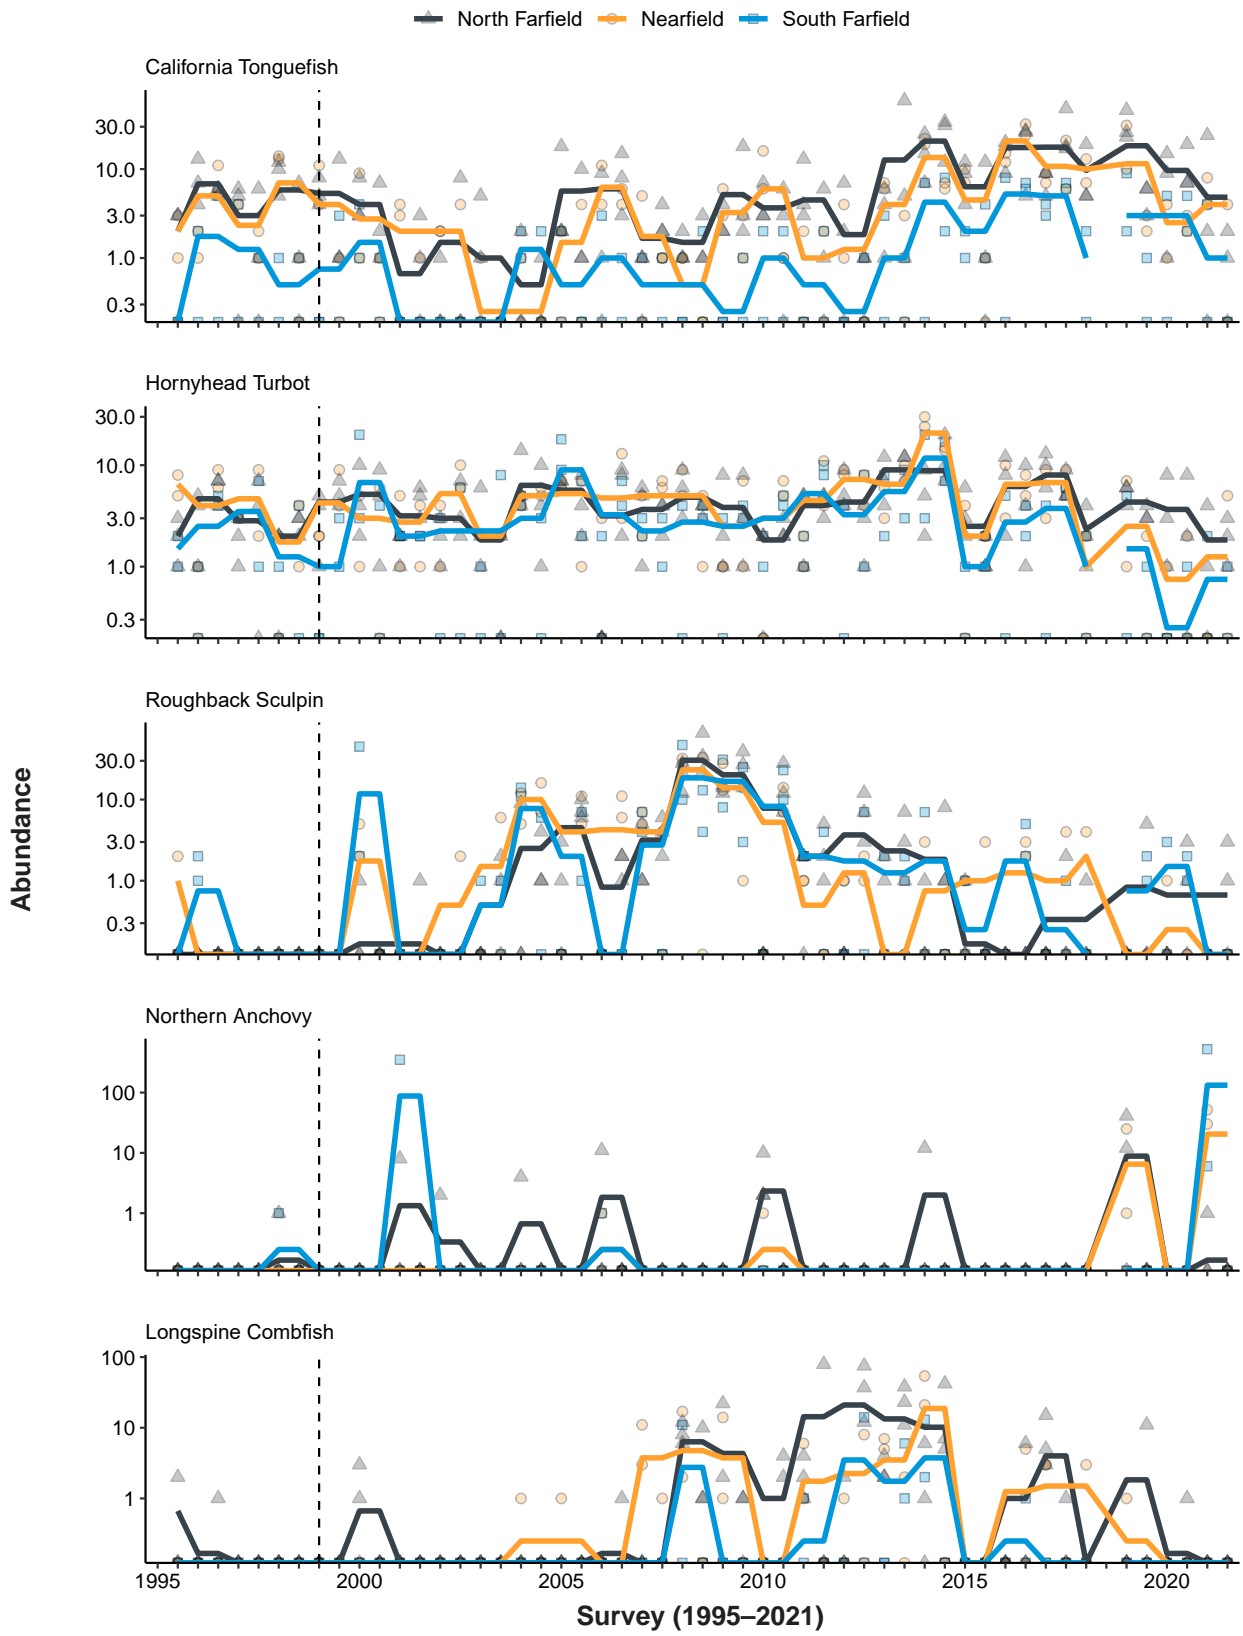 North Farfield Nearfield South Farfield
California Tonguefish
30.0
10.0
3.0
1.0
0.3
Hornyhead Turbot
30.0
10.0
3.0
1.0
0.3
Roughback Sculpin
30.0
10.0
3.0
1.0
0.3
Abundance
Northern Anchovy
100
10
1
Longspine Combfish
100
10
1
1995 2000 2005 2010 2015 2020
Survey (1995–2021)